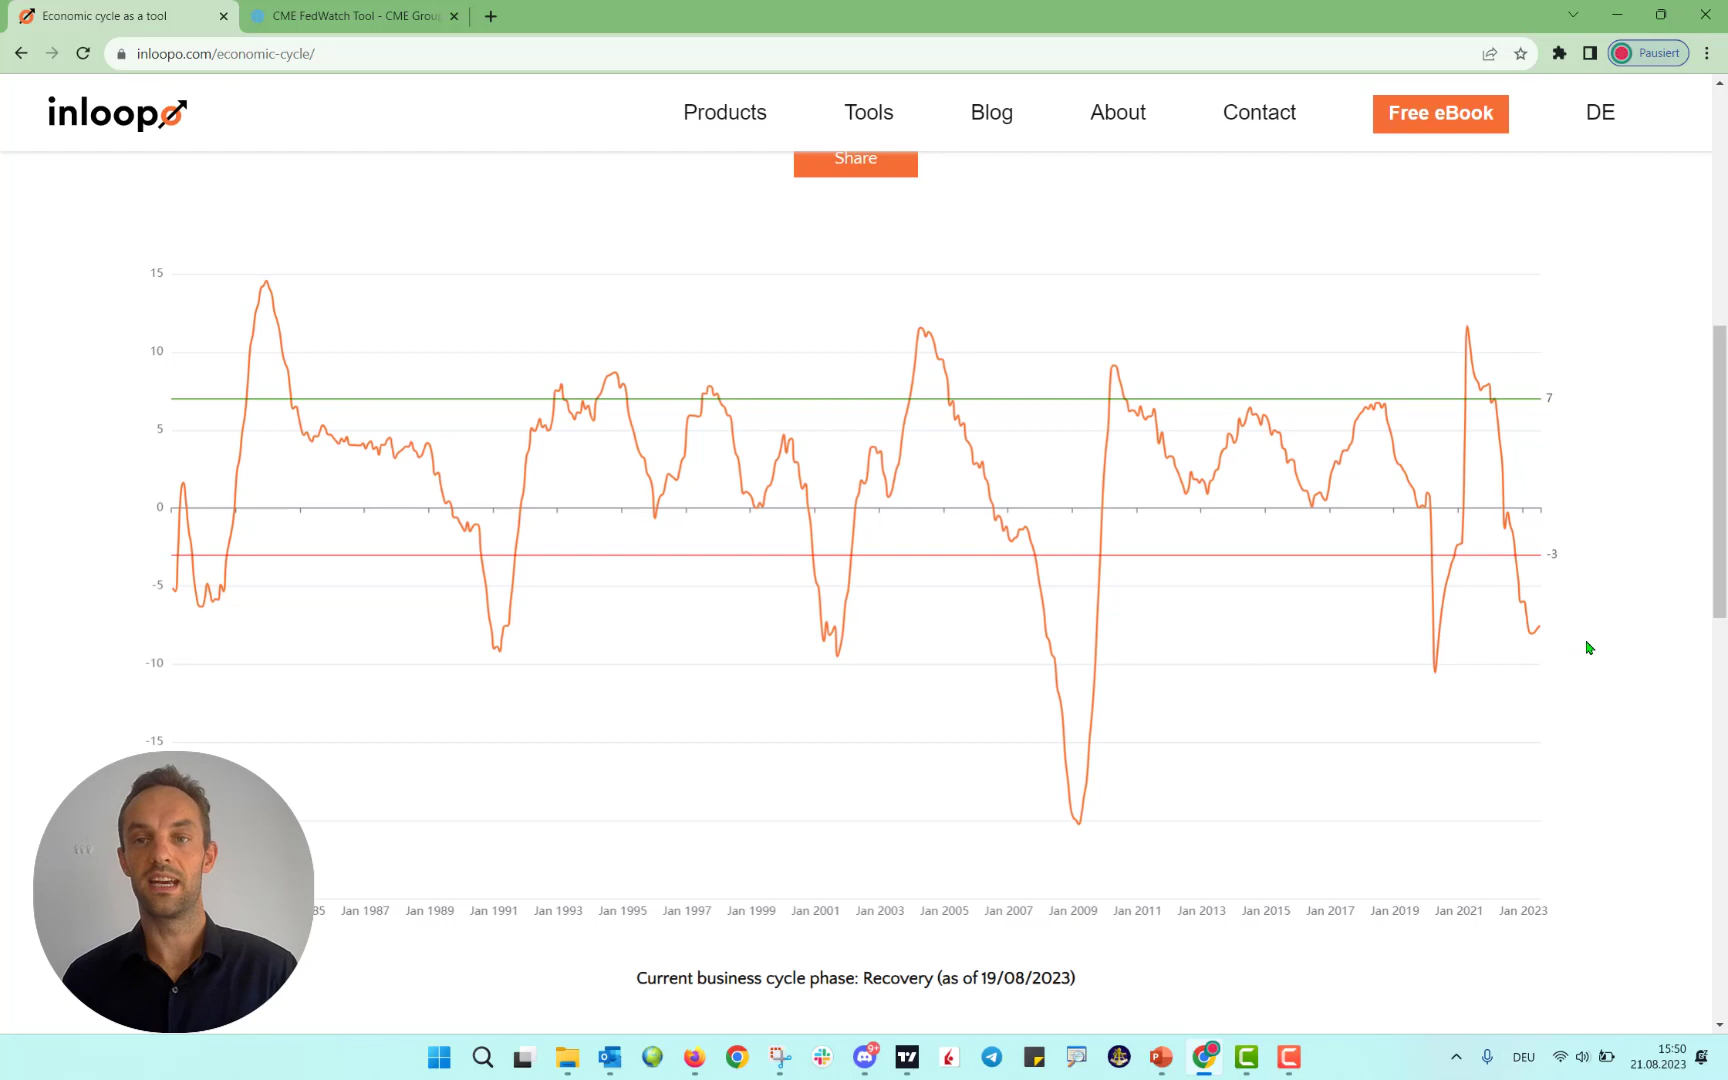 Economic cycle as a tool
CME FedWatch Tool - CME Grou
inloopo.com/economic-cycle/
Pausiert
inloopo
Products
Tools
Blog
About
Contact
Free eBook
DE
Share
15
10
5
0
-5
-10
-15
7
-3
85
Jan 1987
Jan 1989
Jan 1991
Jan 1993
Jan 1995
Jan 1997
Jan 1999
Jan 2001
Jan 2003
Jan 2005
Jan 2007
Jan 2009
Jan 2011
Jan 2013
Jan 2015
Jan 2017
Jan 2019
Jan 2021
Jan 2023
Current business cycle phase: Recovery (as of 19/08/2023)
9+
DEU
15:50
21.08.2023